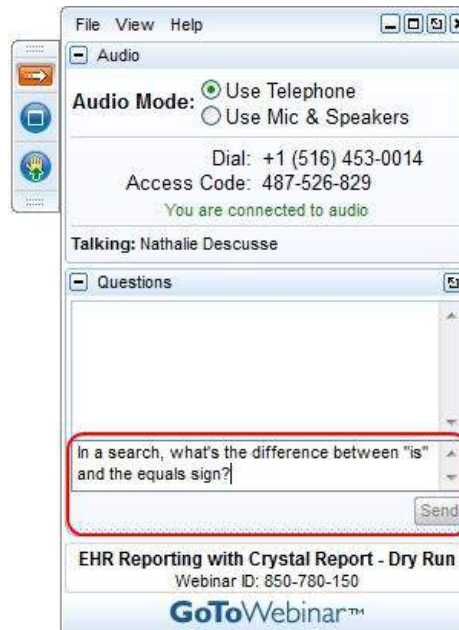 File View Help
Audio
Audio Mode: Use Telephone
Use Mic & Speakers
Dial: +1 (516) 453-0014
Access Code: 487-526-829
You are connected to audio
Talking: Nathalie Descusse
Questions
In a search, what's the difference between "is"
and the equals sign?
Send
EHR Reporting with Crystal Report - Dry Run
Webinar ID: 850-780-150
GoToWebinar™